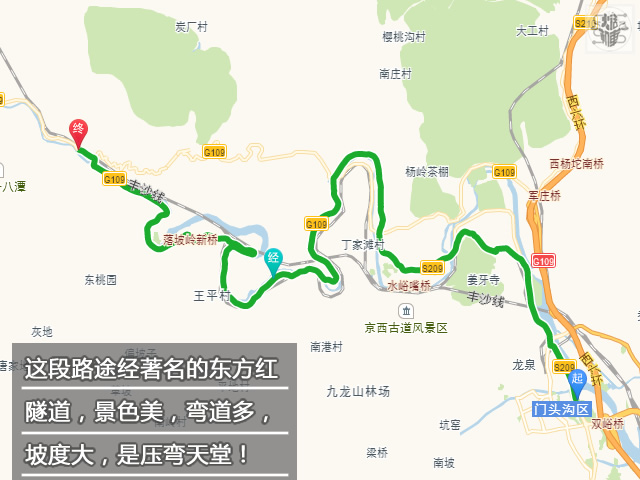 炭厂村
樱桃沟村
大工村
S213
南庄村
西六环
终
G109
杨岭茶棚
西杨坨南桥
十八潭
G109
丰沙线
军庄桥
G109
落坡岭新桥
丁家滩村
经
G109
S209
东桃园
王平村
水峪嘴桥
姜牙寺
丰沙线
京西古道风景区
灰地
南港村
龙泉
西六环
S209
起
这段路途经著名的东方红
隧道，景色美，弯道多，
坡度大，是压弯天堂！
九龙山林场
门头沟区
坑窑
双峪桥
梁桥
南坡